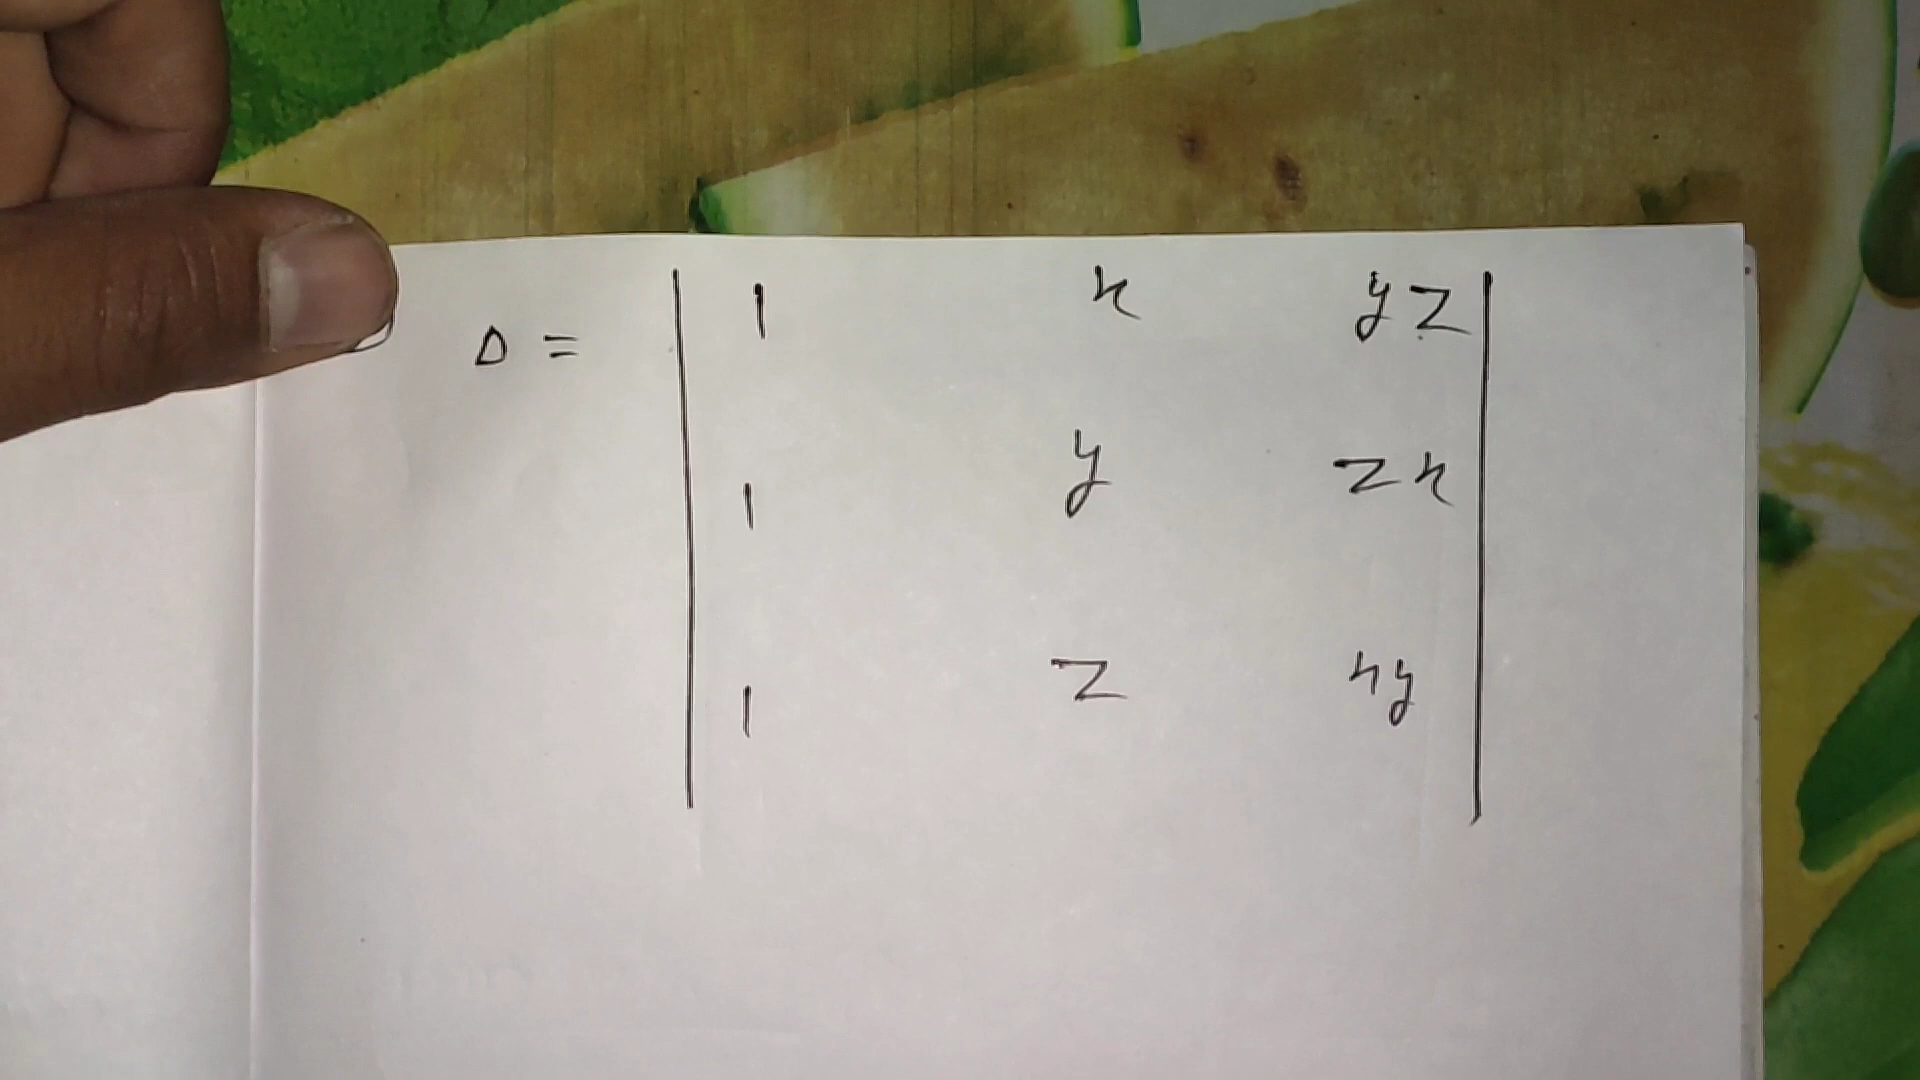 Δ = | 1 x yz |
| 1 y zx |
| 1 z xy |